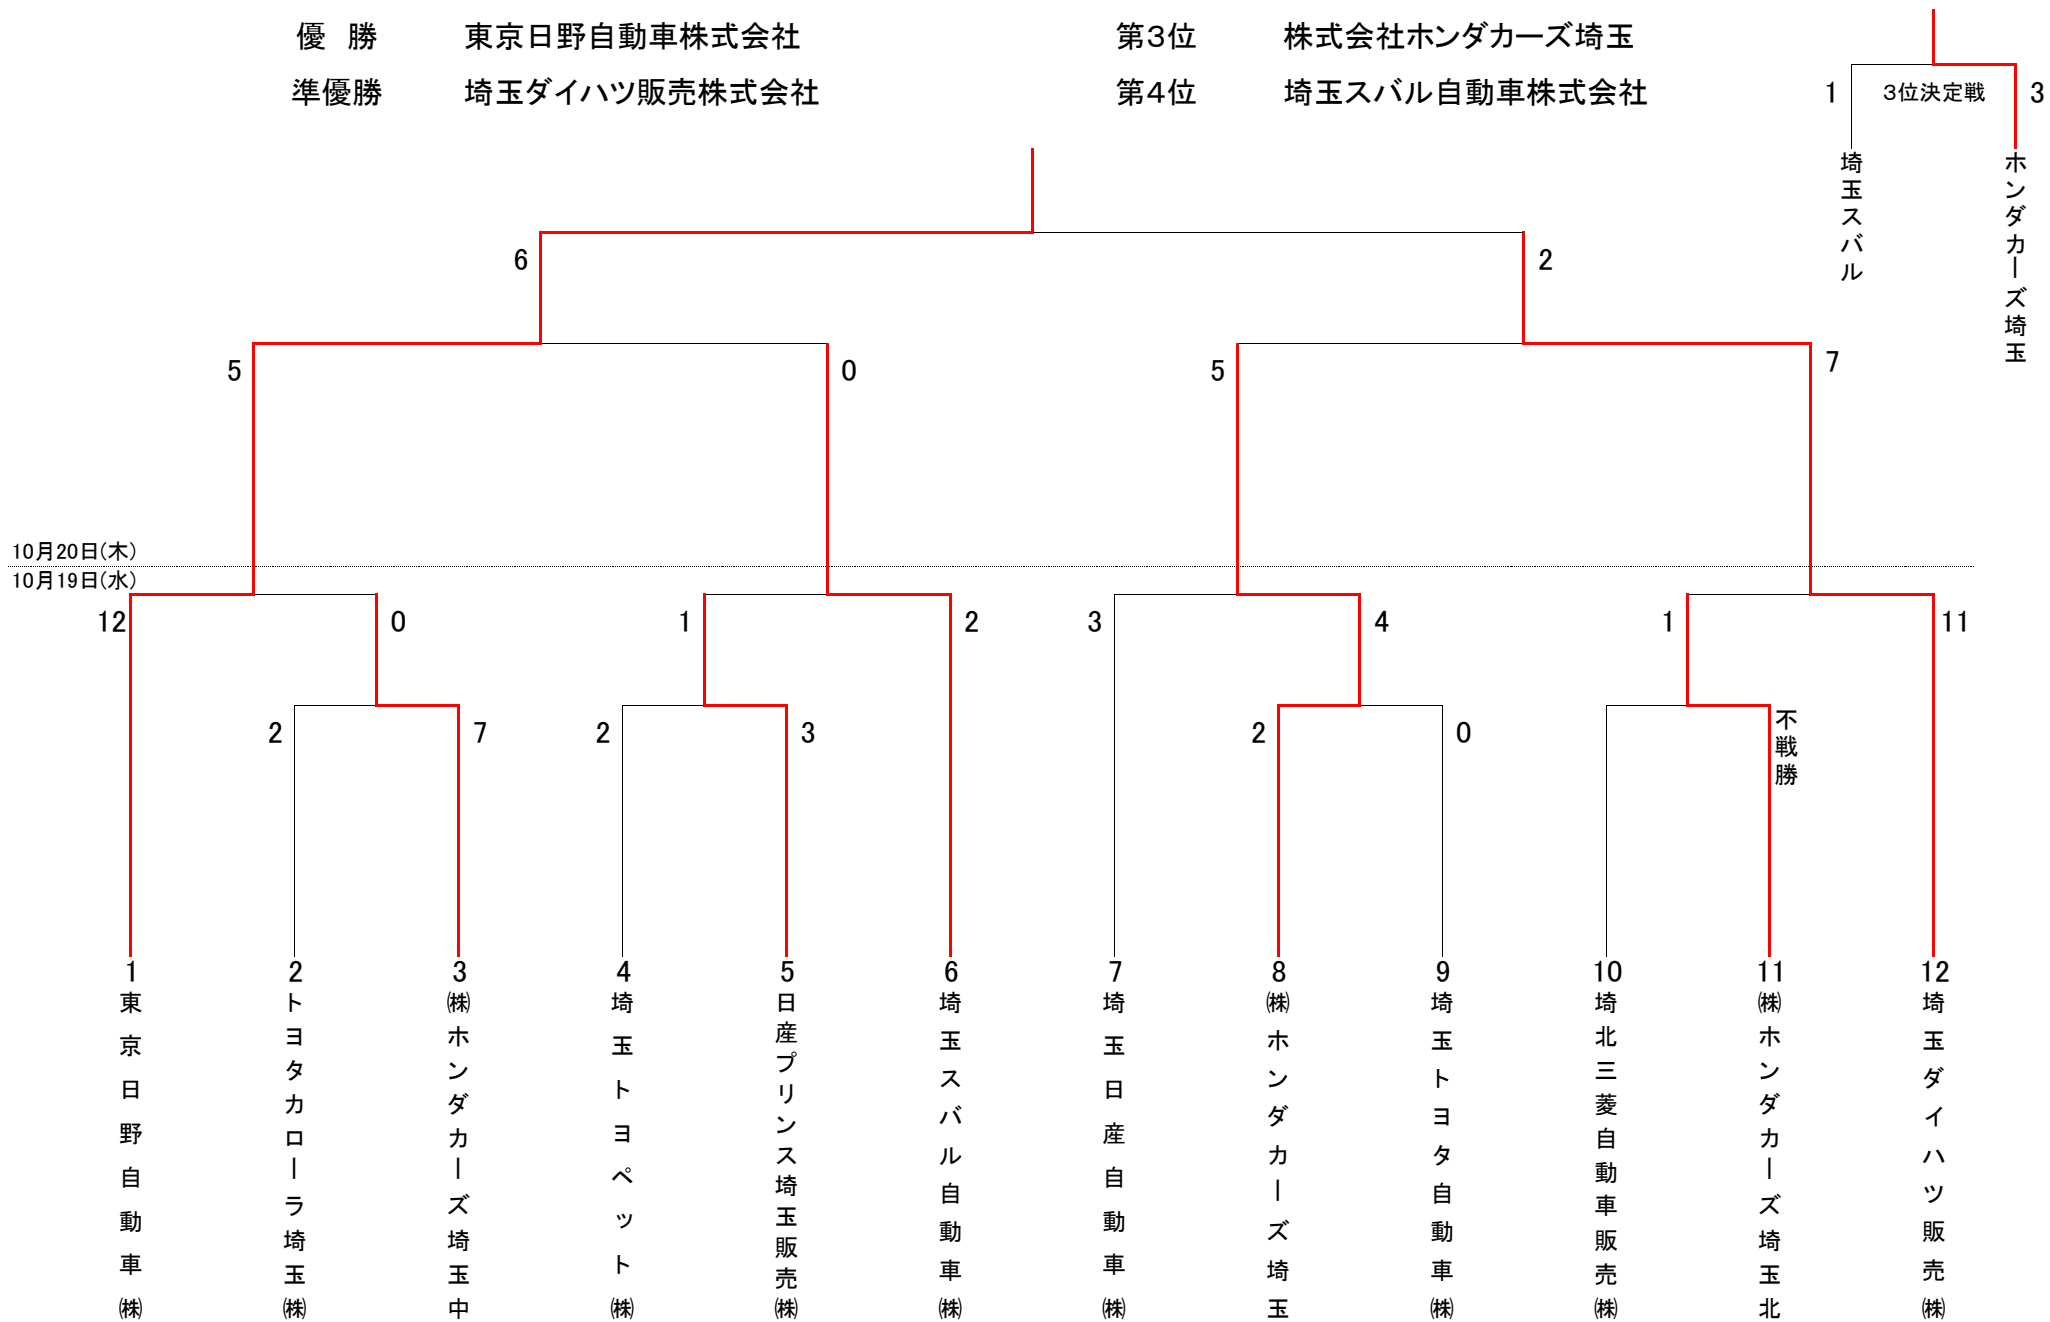 優　勝　東京日野自動車株式会社　第３位　株式会社ホンダカーズ埼玉
準優勝　埼玉ダイハツ販売株式会社　第４位　埼玉スバル自動車株式会社
1　３位決定戦　3
埼玉スバル
ホンダカーズ埼玉
6　2
5　0　5　7
10月20日(木)
10月19日(水)
12　0　1　2　3　4　1　11
2　7　2　3　2　0　不戦勝
1　2　3　4　5　6　7　8　9　10　11　12
東京日野自動車㈱
トヨタカローラ埼玉㈱
㈱ホンダカーズ埼玉中
埼玉トヨペット㈱
日産プリンス埼玉販売㈱
埼玉スバル自動車㈱
埼玉日産自動車㈱
㈱ホンダカーズ埼玉
埼玉トヨタ自動車㈱
埼北三菱自動車販売㈱
㈱ホンダカーズ埼玉北
埼玉ダイハツ販売㈱